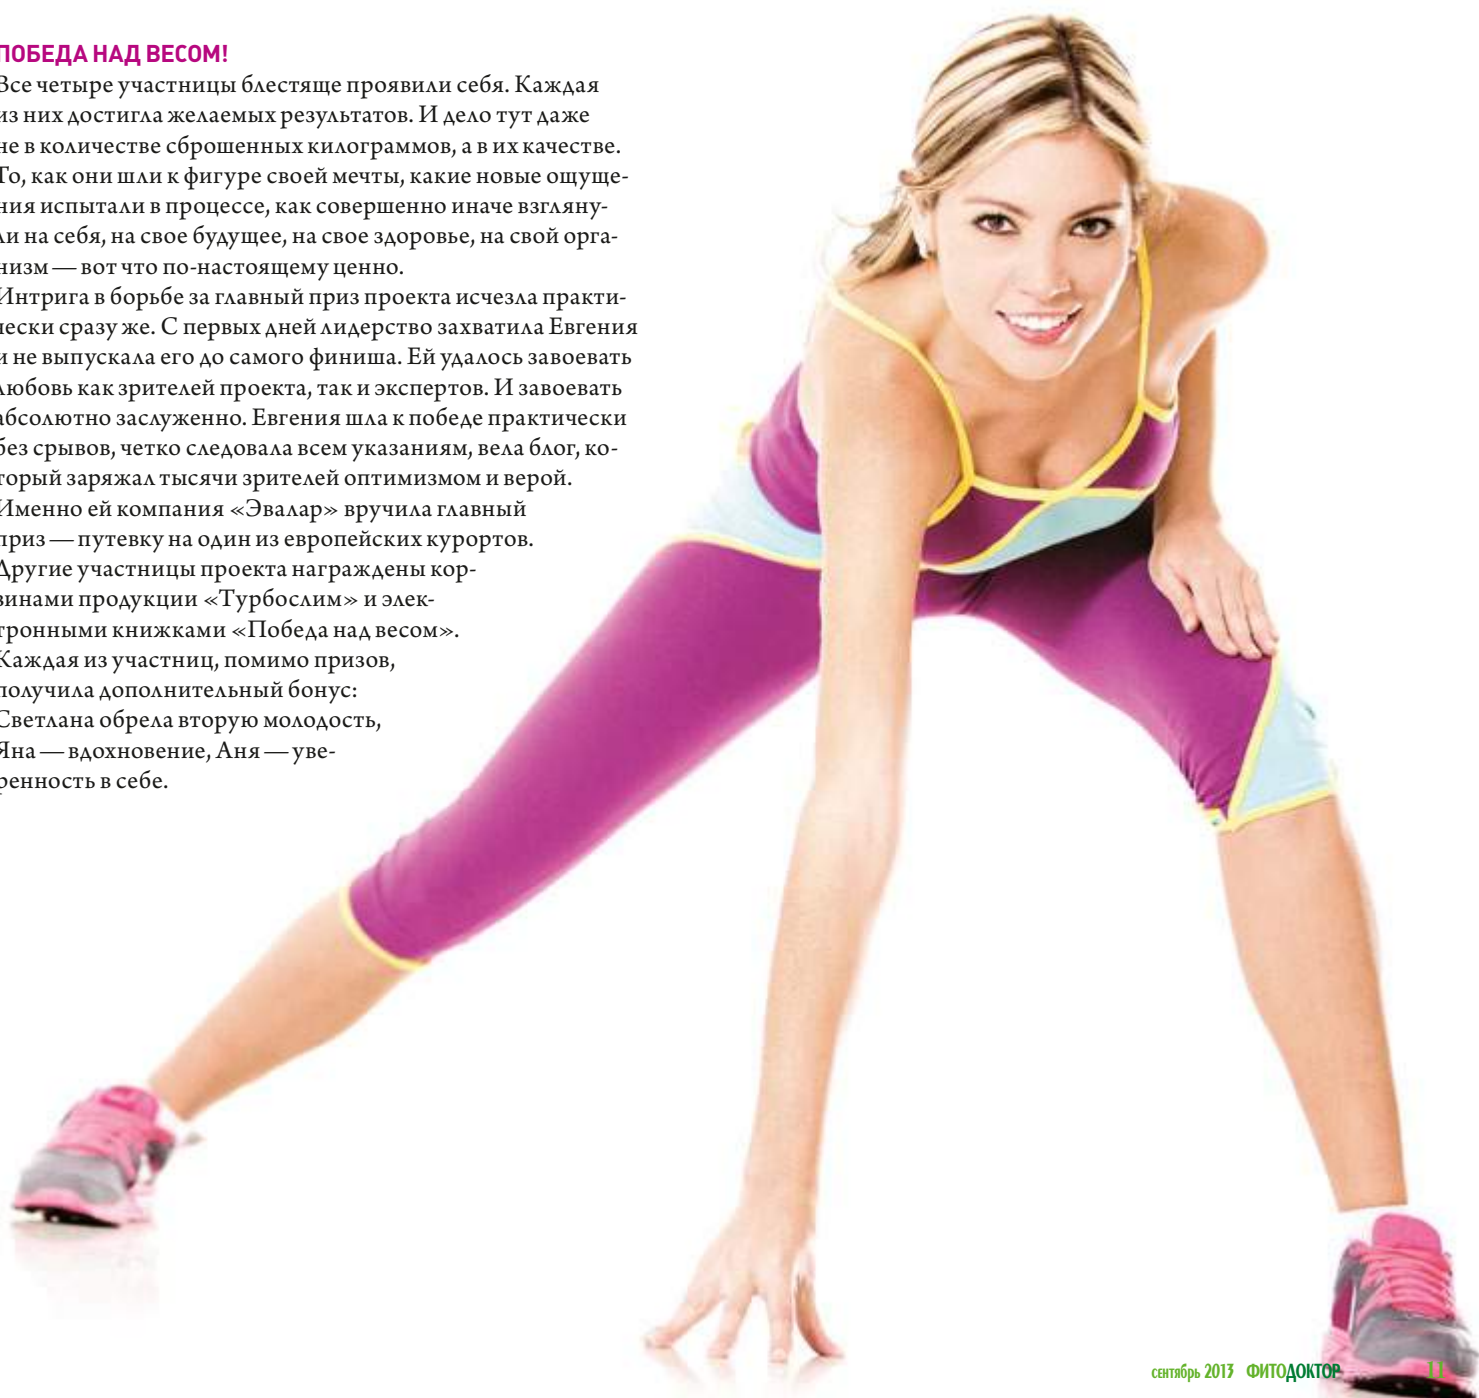 ПОБЕДА НАД ВЕСОМ!
Все четыре участницы блестяще проявили себя. Каждая
из них достигла желаемых результатов. И дело тут даже
не в количестве сброшенных килограммов, а в их качестве.
То, как они шли к фигуре своей мечты, какие новые ощуще-
ния испытали в процессе, как совершенно иначе взгляну-
ли на себя, на свое будущее, на свое здоровье, на свой орга-
низм — вот что по-настоящему ценно.
Интрига в борьбе за главный приз проекта исчезла практи-
чески сразу же. С первых дней лидерство захватила Евгения
и не выпускала его до самого финиша. Ей удалось завоевать
любовь как зрителей проекта, так и экспертов. И завоевать
абсолютно заслуженно. Евгения шла к победе практически
без срывов, четко следовала всем указаниям, вела блог, ко-
торый заряжал тысячи зрителей оптимизмом и верой.
Именно ей компания «Эвалар» вручила главный
приз — путевку на один из европейских курортов.
Другие участницы проекта награждены кор-
зинами продукции «Турбослим» и элек-
тронными книжками «Победа над весом».
Каждая из участниц, помимо призов,
получила дополнительный бонус:
Светлана обрела вторую молодость,
Яна — вдохновение, Аня — уве-
ренность в себе.
сентябрь 2013 ФИТОДОКТОР 11